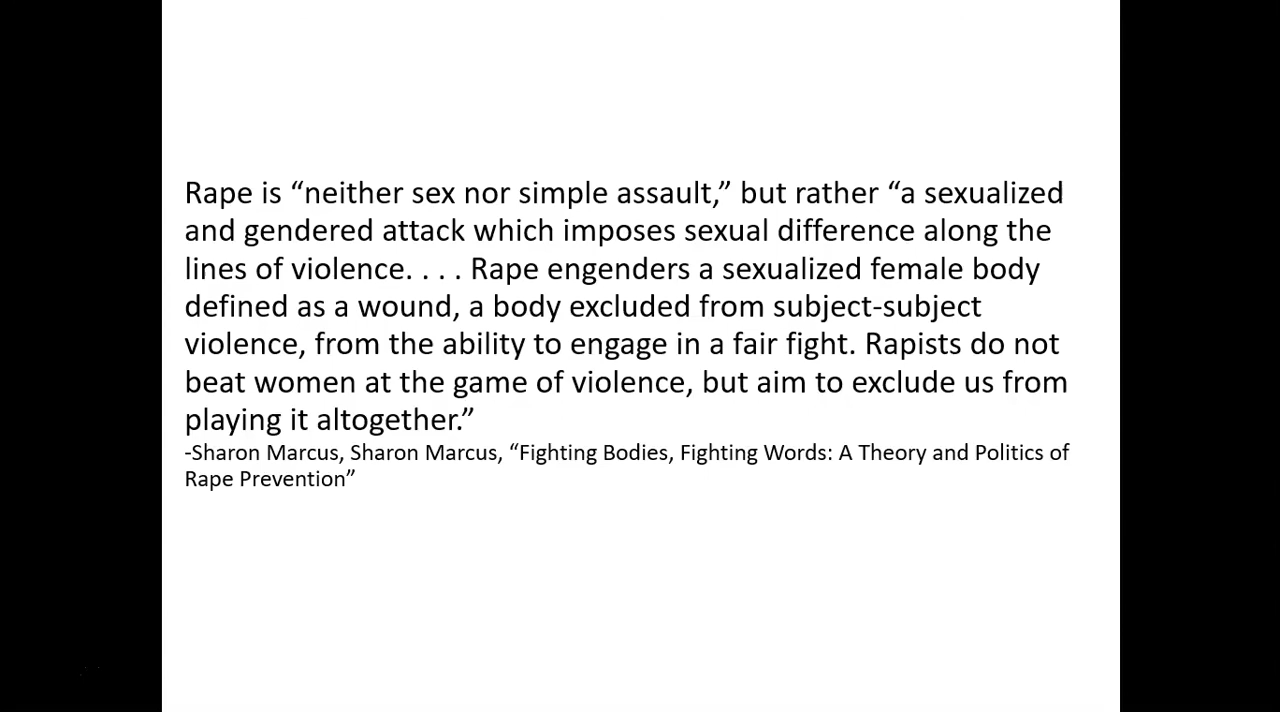 Rape is “neither sex nor simple assault,” but rather “a sexualized
and gendered attack which imposes sexual difference along the
lines of violence. . . . Rape engenders a sexualized female body
defined as a wound, a body excluded from subject-subject
violence, from the ability to engage in a fair fight. Rapists do not
beat women at the game of violence, but aim to exclude us from
playing it altogether.”
-Sharon Marcus, Sharon Marcus, “Fighting Bodies, Fighting Words: A Theory and Politics of
Rape Prevention”